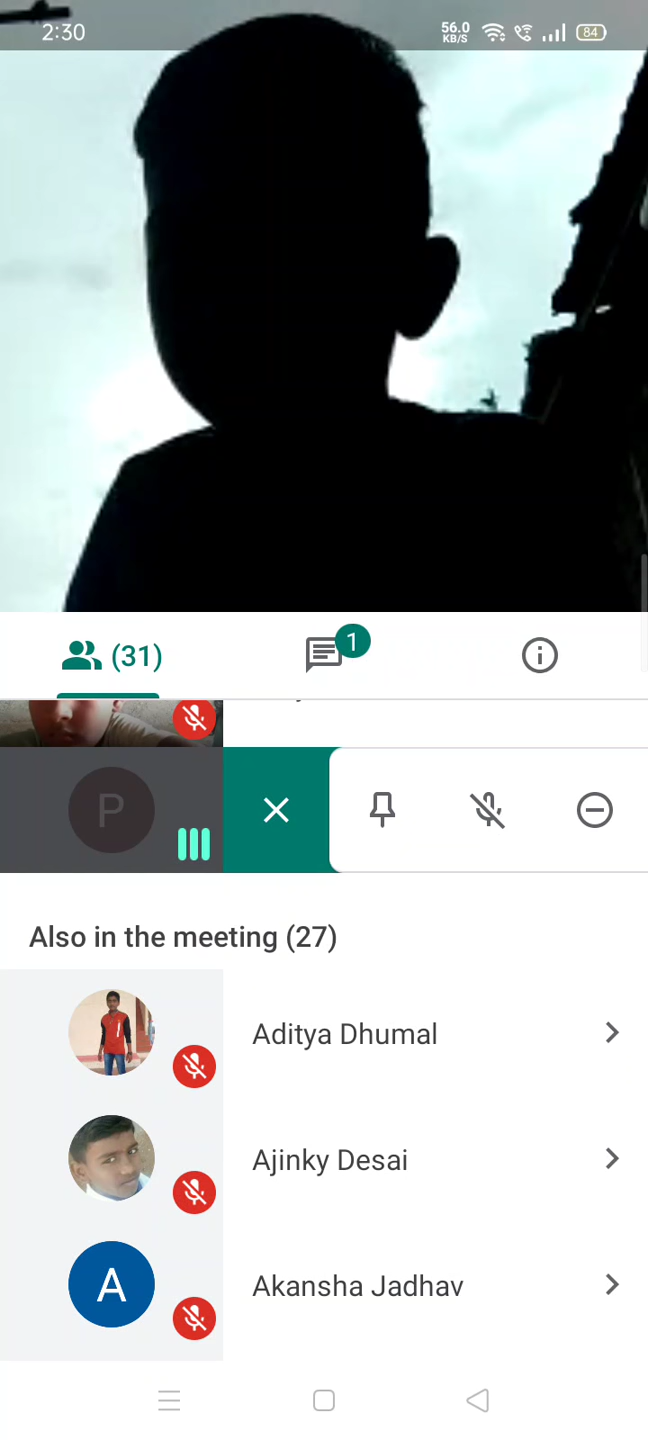 2:30
56.0
KB/S
84
(31)
1
P
Also in the meeting (27)
Aditya Dhumal
Ajinky Desai
A
Akansha Jadhav